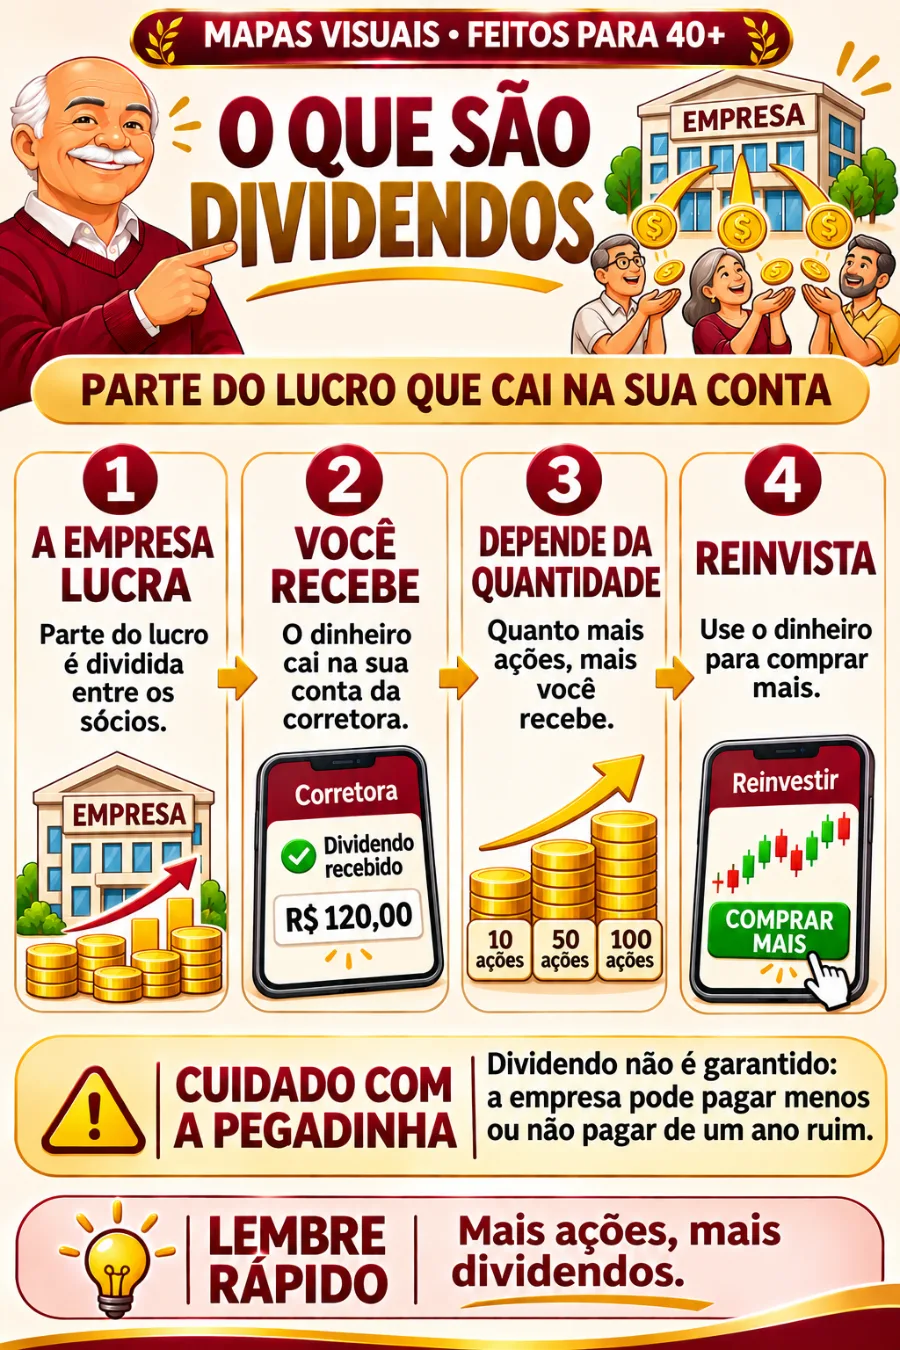 MAPAS VISUAIS • FEITOS PARA 40+
O QUE SÃO
DIVIDENDOS
EMPRESA
PARTE DO LUCRO QUE CAI NA SUA CONTA
1
A EMPRESA
LUCRA
Parte do lucro
é dividida
entre os
sócios.
EMPRESA
2
VOCÊ
RECEBE
O dinheiro
cai na sua
conta da
corretora.
Corretora
Dividendo
recebido
R$ 120,00
3
DEPENDE DA
QUANTIDADE
Quanto mais
ações, mais
você
recebe.
10
ações
50
ações
100
ações
4
REINVISTA
Use o dinheiro
para comprar
mais.
Reinvestir
COMPRAR
MAIS
CUIDADO COM
A PEGADINHA
Dividendo não é garantido:
a empresa pode pagar menos
ou não pagar de um ano ruim.
LEMBRE
RÁPIDO
Mais ações, mais
dividendos.